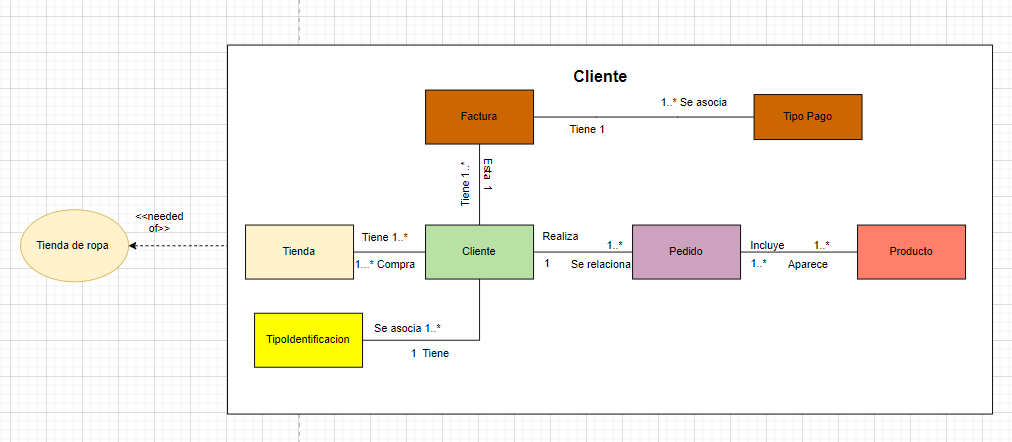 Cliente
Factura
1..* Se asocia
Tipo Pago
Tiene 1
Tiene 1..*
Esta 1
<<needed
of>>
Tienda de ropa
Tienda
Tiene 1..*
1...* Compra
Cliente
Realiza
1..*
1
Se relaciona
Pedido
Incluye
1..*
1..*
Aparece
Producto
TipoIdentificacion
Se asocia 1..*
1 Tiene